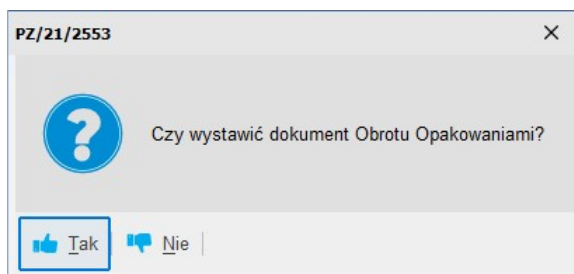 PZ/21/2553
Czy wystawić dokument Obrotu Opakowaniami?
Tak Nie